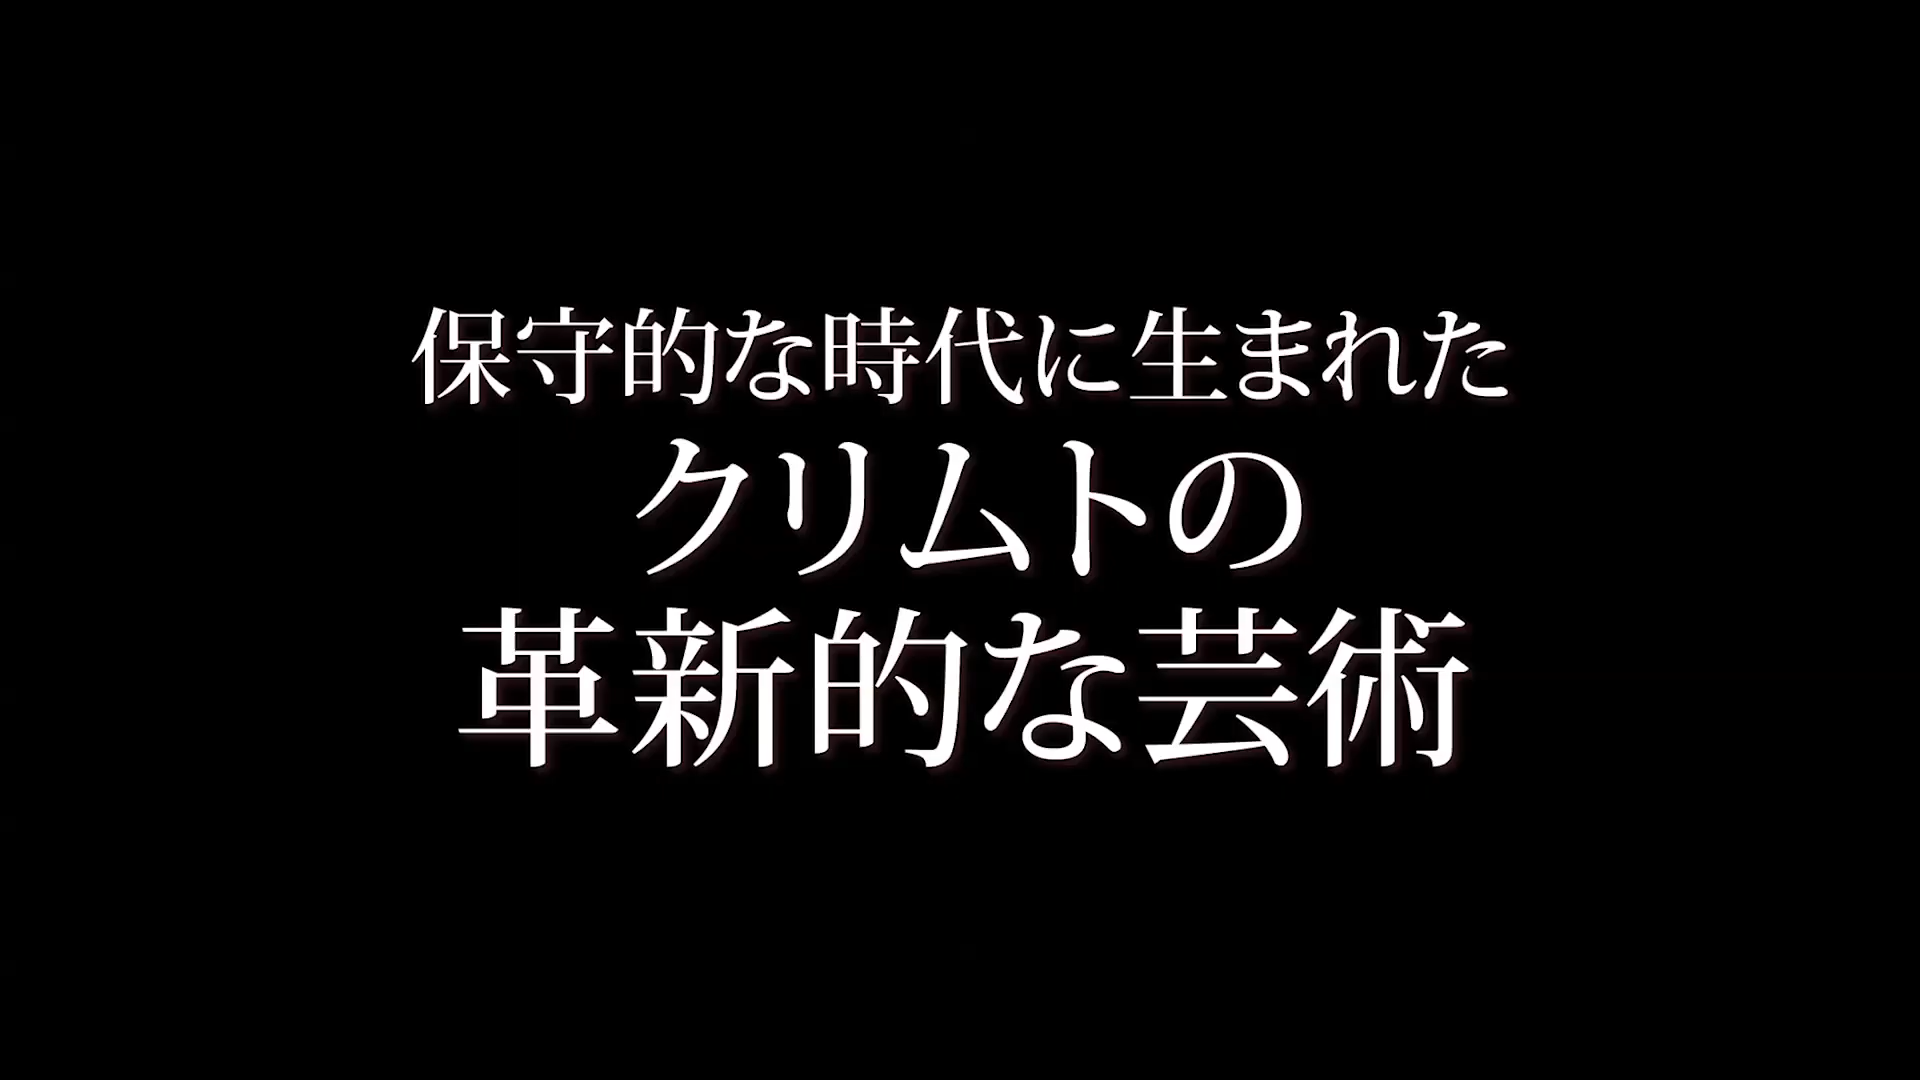 保守的な時代に生まれた
クリムトの
革新的な芸術